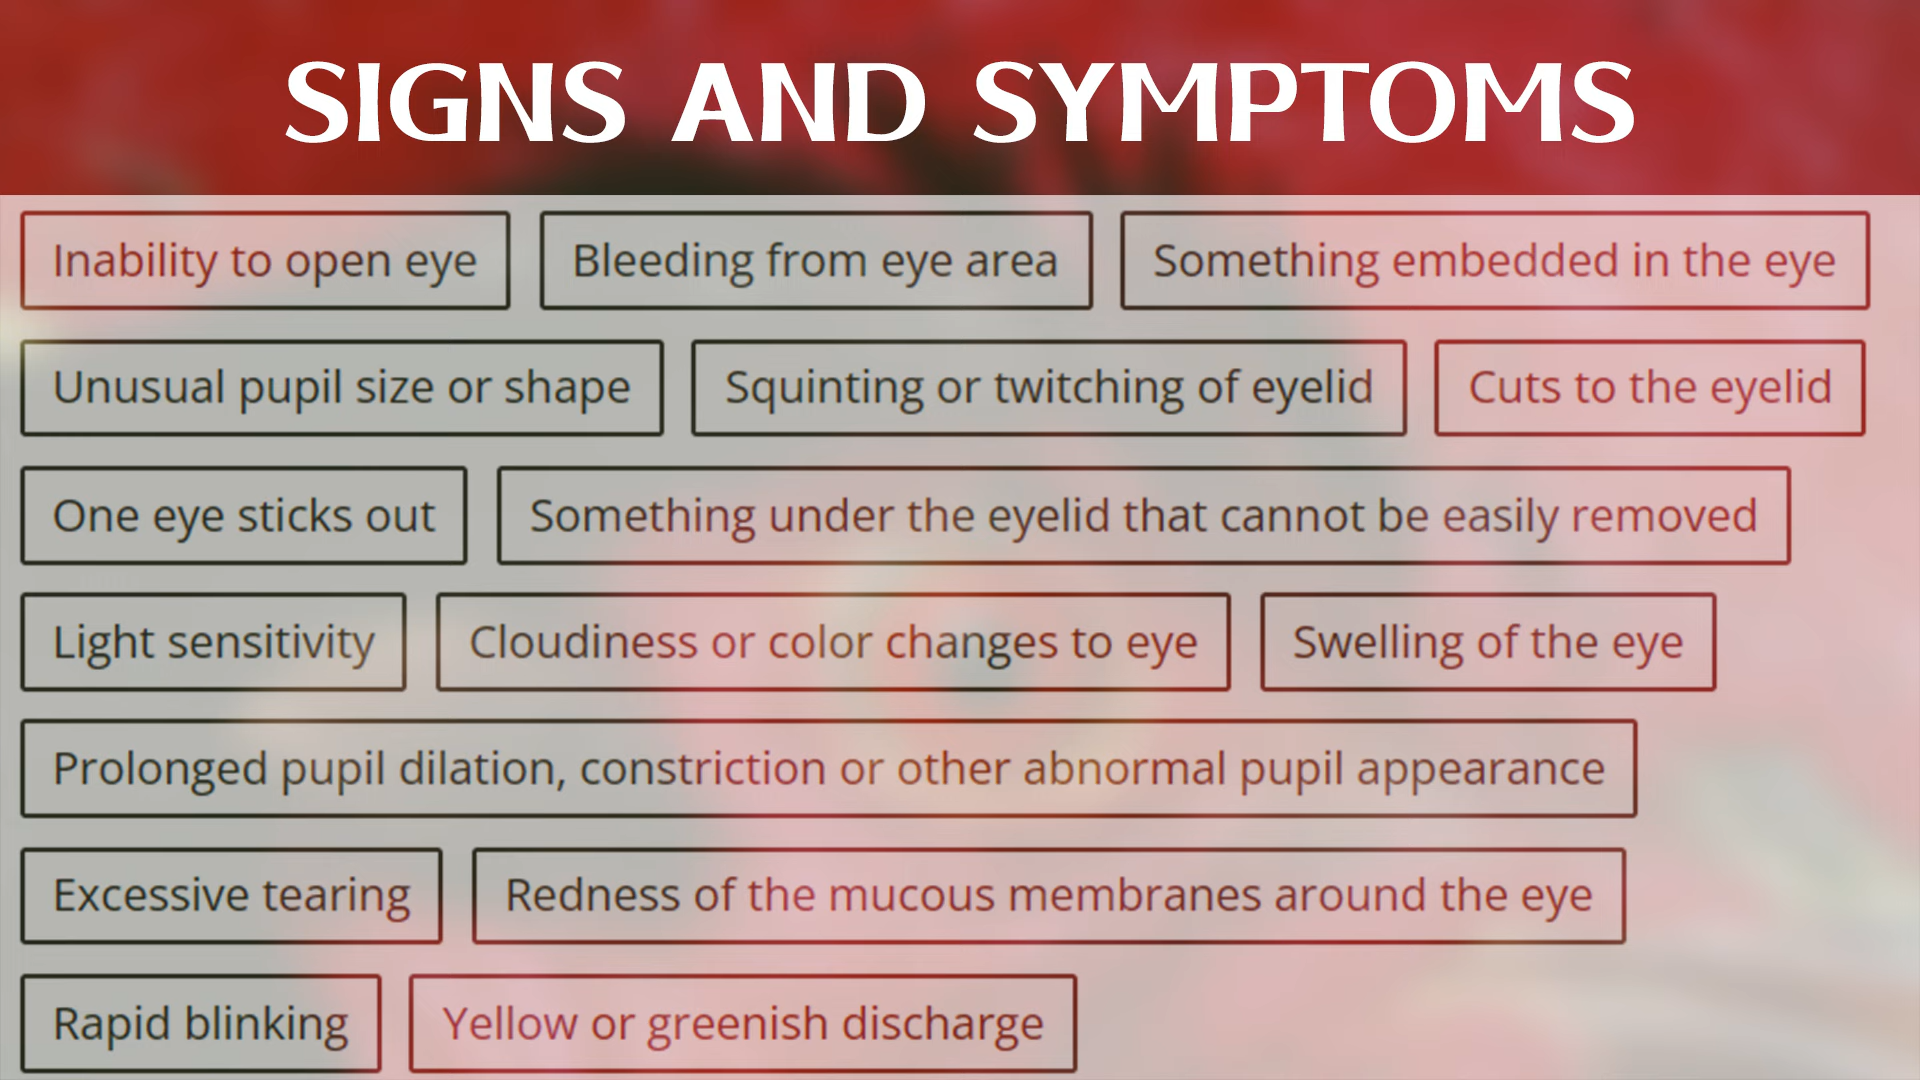 SIGNS AND SYMPTOMS
Inability to open eye
Bleeding from eye area
Something embedded in the eye
Unusual pupil size or shape
Squinting or twitching of eyelid
Cuts to the eyelid
One eye sticks out
Something under the eyelid that cannot be easily removed
Light sensitivity
Cloudiness or color changes to eye
Swelling of the eye
Prolonged pupil dilation, constriction or other abnormal pupil appearance
Excessive tearing
Redness of the mucous membranes around the eye
Rapid blinking
Yellow or greenish discharge